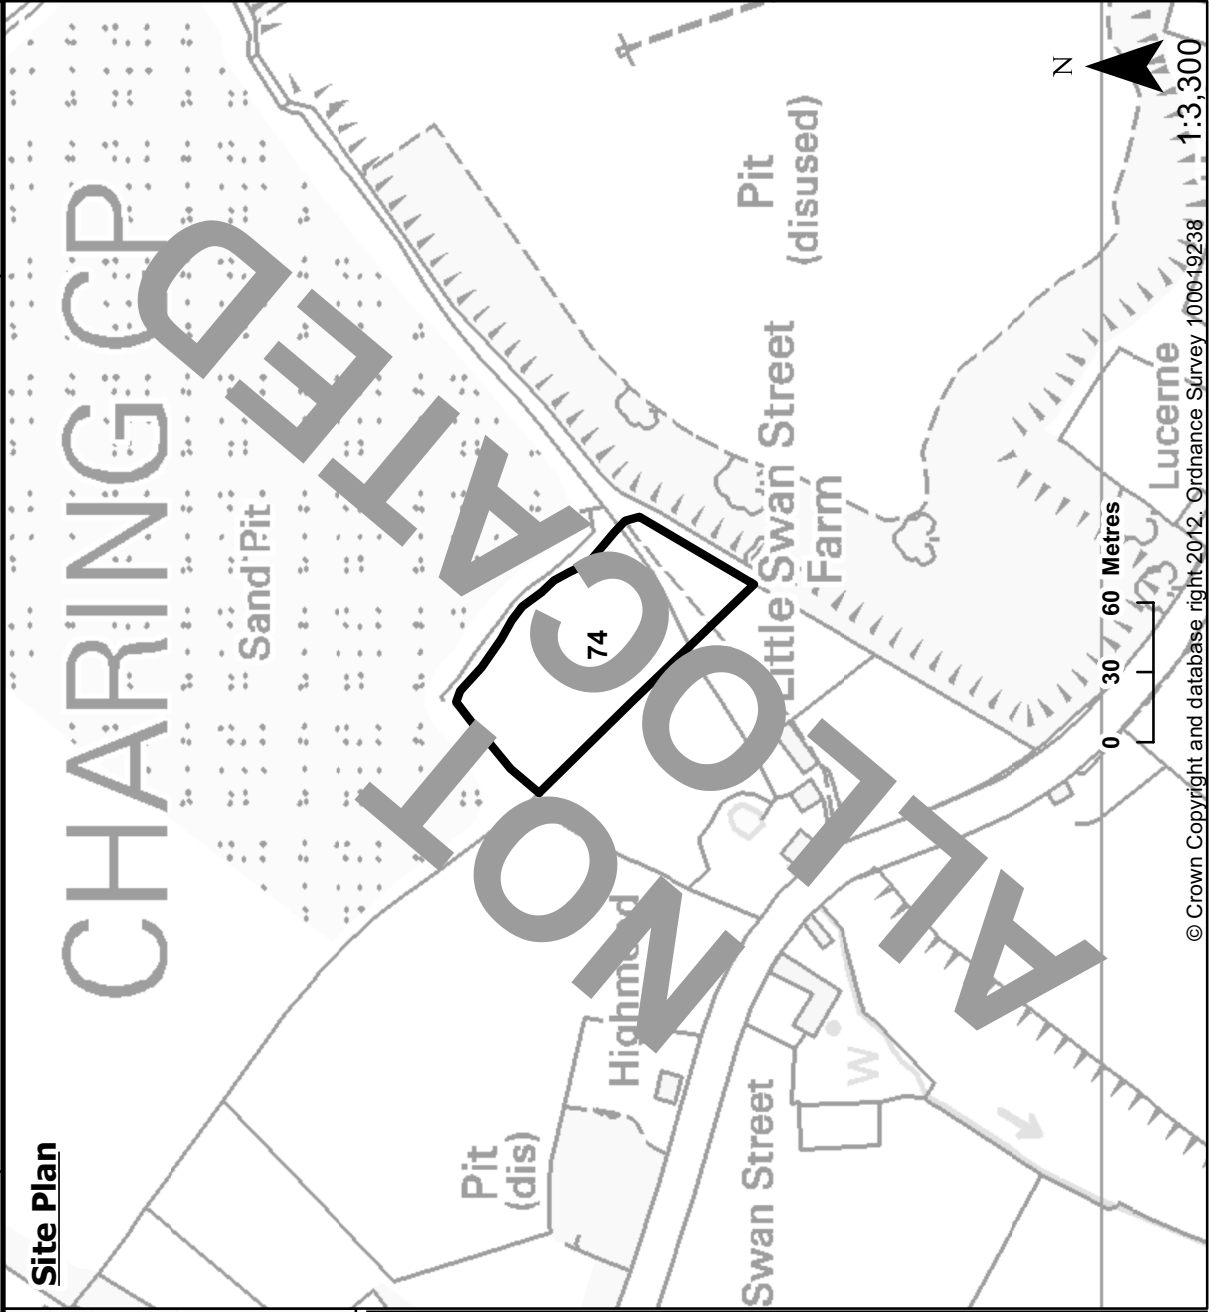 Site Plan
CHARING CP
Sand Pit
Pit
(dis)
Highmead
74
Little Swan Street
Farm
Pit
(disused)
Swan Street
W
Lucerne
NOT
ALLOCATED
0 30 60 Metres
N
1:3,300
© Crown Copyright and database right 2012. Ordnance Survey 100019238